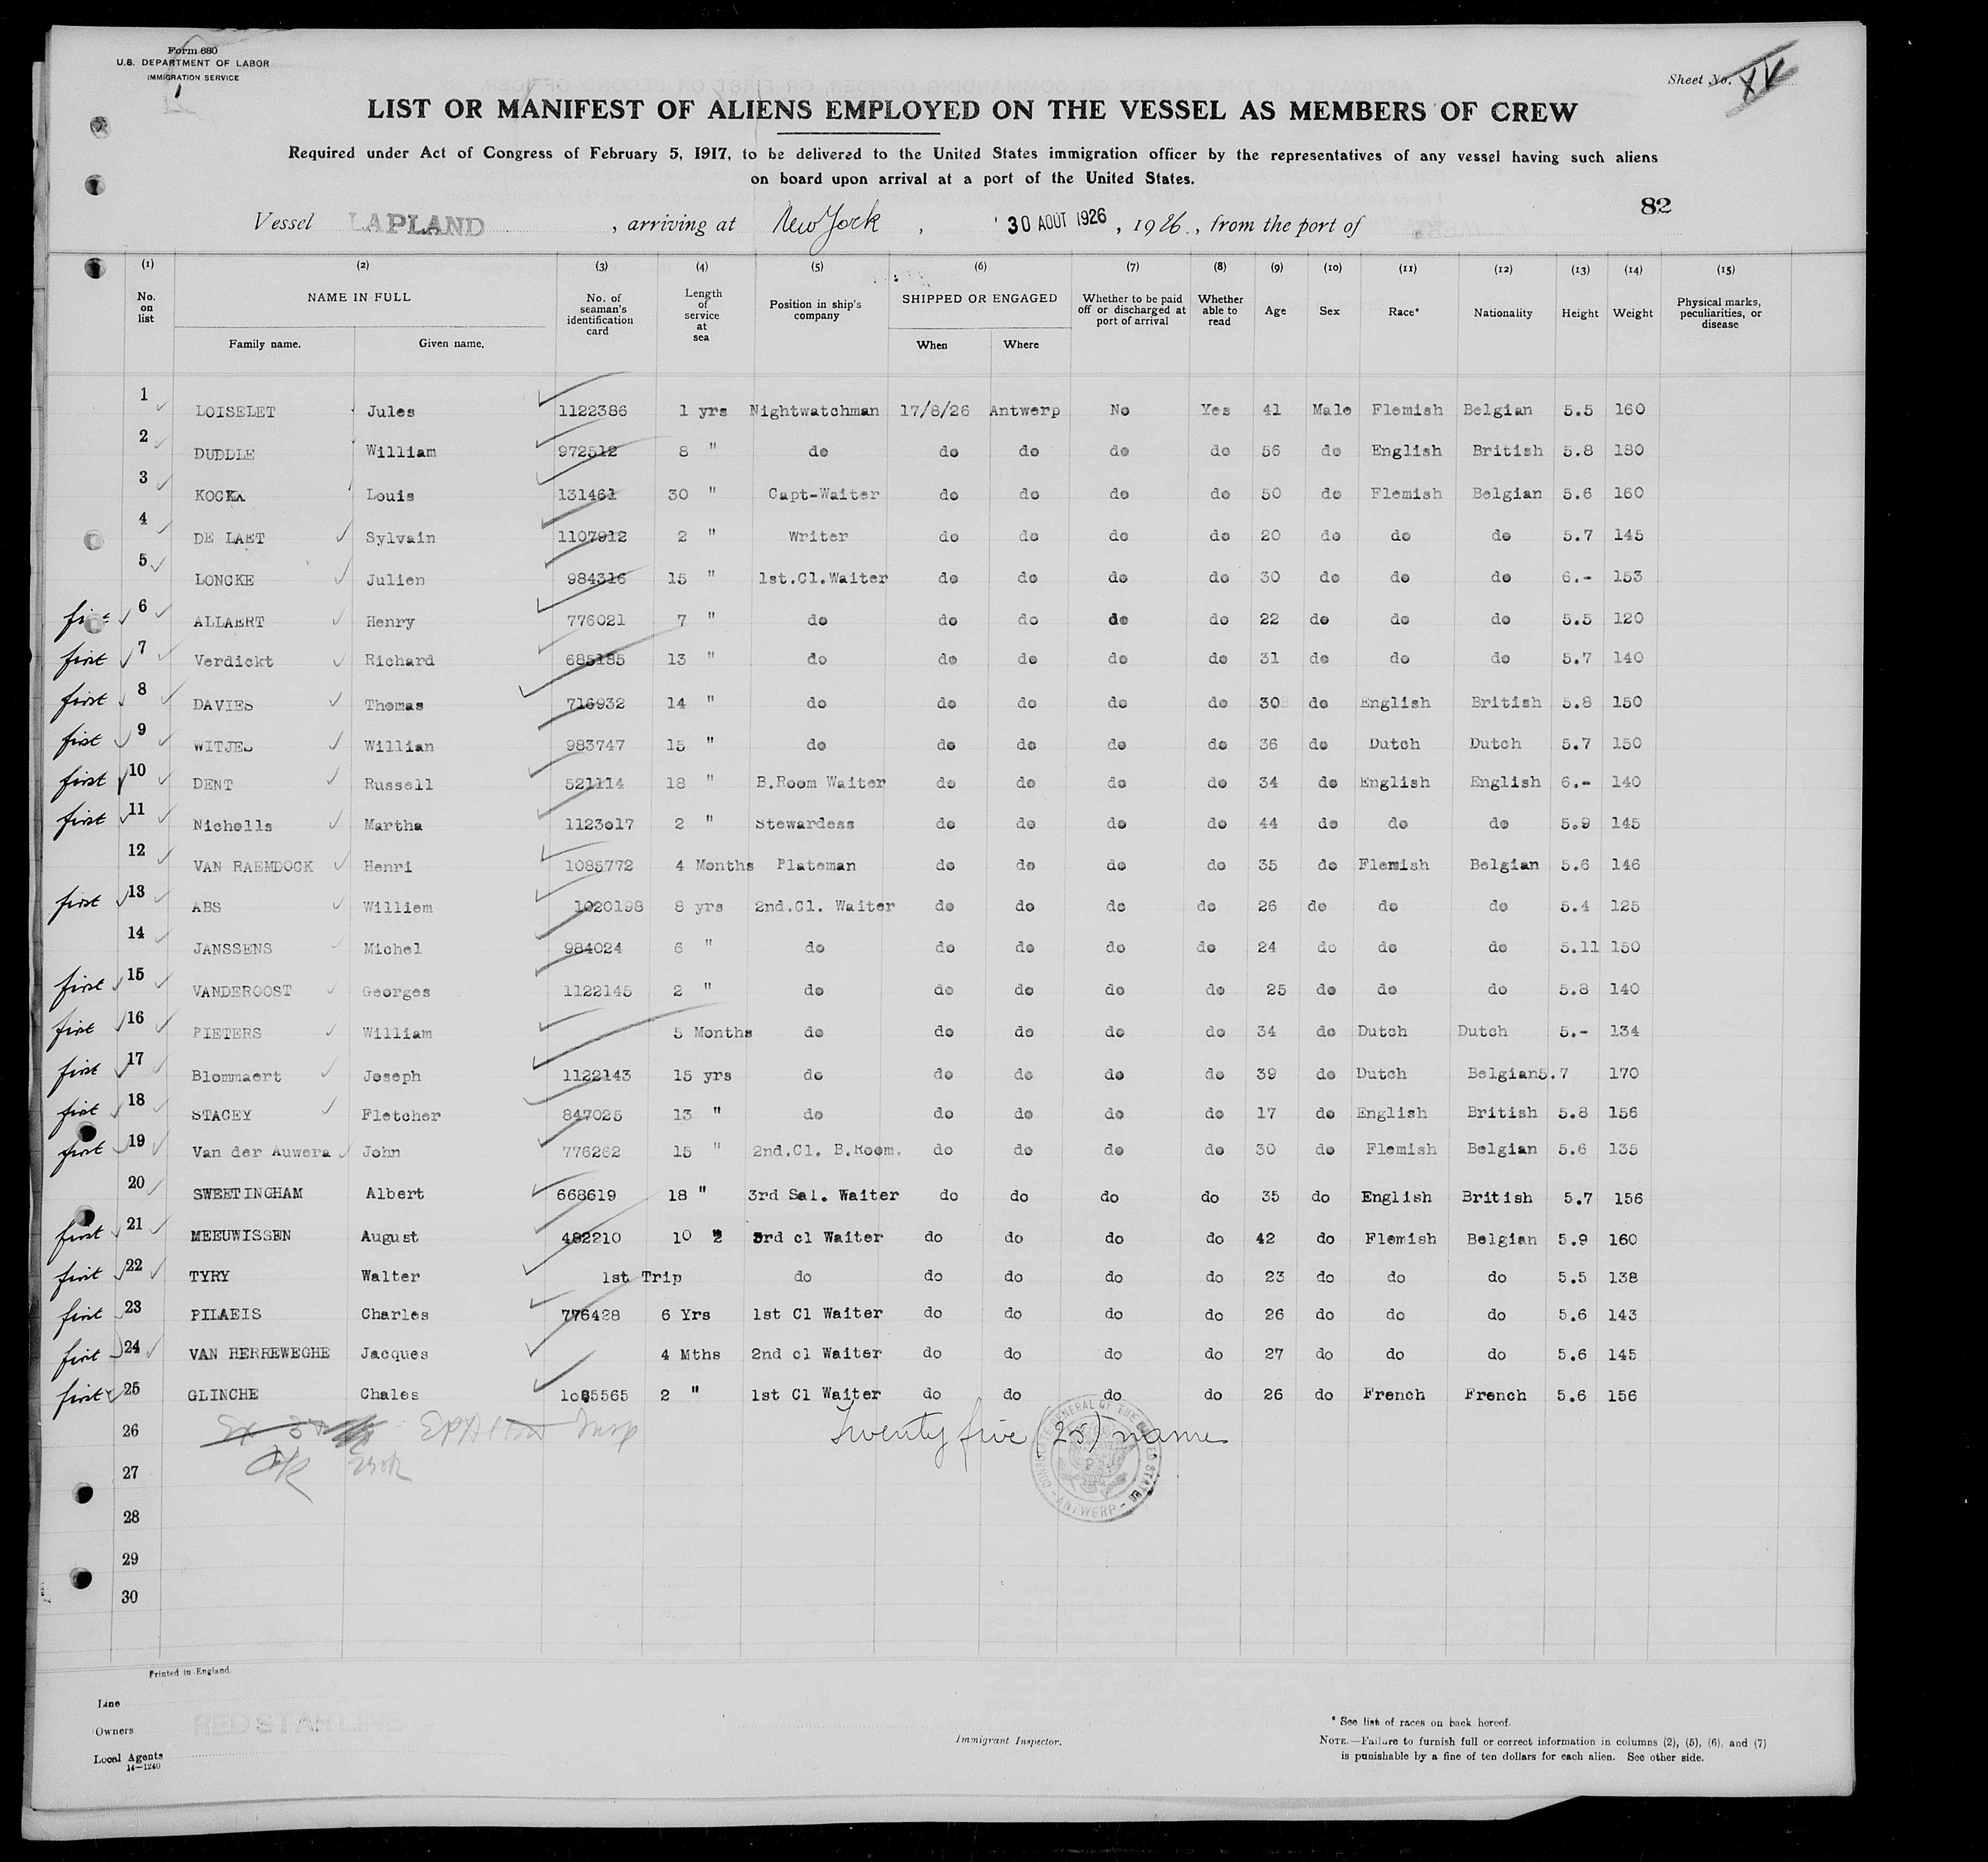 Form 680
U.S. DEPARTMENT OF LABOR
IMMIGRATION SERVICE
Sheet No. XV
LIST OR MANIFEST OF ALIENS EMPLOYED ON THE VESSEL AS MEMBERS OF CREW
Required under Act of Congress of February 5, 1917, to be delivered to the United States immigration officer by the representatives of any vessel having such aliens
on board upon arrival at a port of the United States.
82
Vessel LAPLAND, arriving at New York, 30 AOUT 1926, 1926., from the port of
(1) (2) (3) (4) (5) (6) (7) (8) (9) (10) (11) (12) (13) (14) (15)
No. on list NAME IN FULL Family name. Given name. No. of seaman's identification card Length of service at sea Position in ship's company SHIPPED OR ENGAGED When Where Whether to be paid off or discharged at port of arrival Whether able to read Age Sex Race* Nationality Height Weight Physical marks, peculiarities, or disease
1 LOISELET Jules 1122386 1 yrs Nightwatchman 17/8/26 Antwerp No Yes 41 Male Flemish Belgian 5.5 160
2 DUDDLE William 972512 8 " do do do do do 56 do English British 5.8 180
3 KOCKx Louis 131461 30 " Capt-Waiter do do do do 50 do Flemish Belgian 5.6 160
4 DE LAET Sylvain 1107912 2 " Writer do do do do 20 do do do 5.7 145
5 LONCKE Julien 984316 15 " 1st.Cl.Waiter do do do do 30 do do do 6.- 153
first 6 ALLAERT Henry 776021 7 " do do do do do 22 do do do 5.5 120
first 7 Verdickt Richard 685185 13 " do do do do do 31 do do do 5.7 140
first 8 DAVIES Thomas 716932 14 " do do do do do 30 do English British 5.8 150
first 9 WITJES Willian 983747 15 " do do do do do 36 do Dutch Dutch 5.7 150
first 10 DENT Russell 521114 18 " B.Room Waiter do do do do 34 do English English 6.- 140
first 11 Nicholls Martha 1123017 2 " Stewardess do do do do 44 do do do 5.9 145
12 VAN RAEMDOCK Henri 1085772 4 Months Plateman do do do do 35 do Flemish Belgian 5.6 146
first 13 ABS Williem 1020198 8 yrs 2nd.Cl. Waiter do do do do 26 do do do 5.4 125
14 JANSSENS Michel 984024 6 " do do do do do 24 do do do 5.11 150
first 15 VANDEROOST Georges 1122145 2 " do do do do do 25 do do do 5.8 140
first 16 PIETERS William 5 Months do do do do do 34 do Dutch Dutch 5.- 134
first 17 Blommaert Joseph 1122143 15 yrs do do do do do 39 do Dutch Belgian 5.7 170
first 18 STACEY Fletcher 847025 13 " do do do do do 17 do English British 5.8 156
first 19 Van der Auwera John 776262 15 " 2nd.Cl. B.Room. do do do do 30 do Flemish Belgian 5.6 135
20 SWEETINGHAM Albert 668619 18 " 3rd Sal. Waiter do do do do 35 do English British 5.7 156
first 21 MEEUWISSEN August 482210 10 " 3rd cl Waiter do do do do 42 do Flemish Belgian 5.9 160
first 22 TYRY Walter 1st Trip do do do do do 23 do do do 5.5 138
first 23 PILAEIS Charles 776428 6 Yrs 1st Cl Waiter do do do do 26 do do do 5.6 143
first 24 VAN HERREWEGHE Jacques 4 Mths 2nd cl Waiter do do do do 27 do do do 5.6 145
first 25 GLINCHE Chales 1085565 2 " 1st Cl Waiter do do do do 26 do French French 5.6 156
26 Twenty five (25) name
27
28
29
30
CONSULATE GENERAL OF THE UNITED STATES ANTWERP
Printed in England.
Line
Owners RED STAR LINE
Local Agents
14—1240
Immigrant Inspector.
* See list of races on back hereof.
NOTE.—Failure to furnish full or correct information in columns (2), (5), (6), and (7)
is punishable by a fine of ten dollars for each alien. See other side.